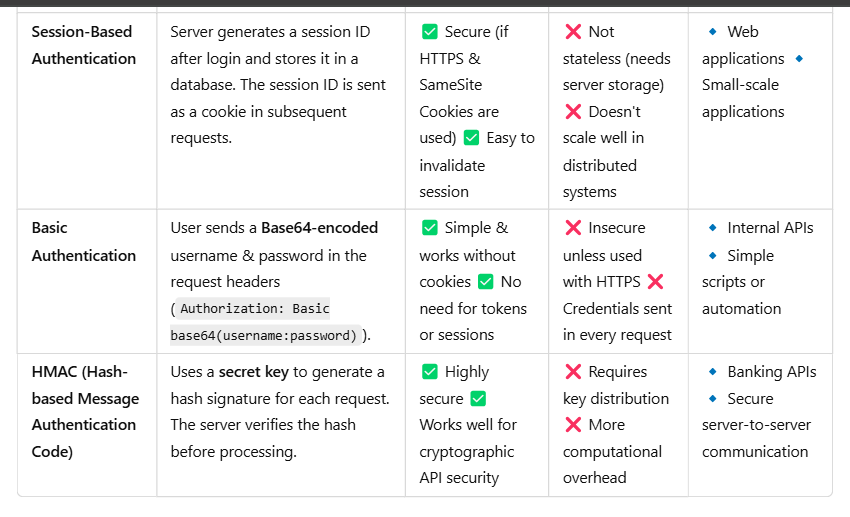 Session-Based
Authentication
Server generates a session ID
after login and stores it in a
database. The session ID is sent
as a cookie in subsequent
requests.
✅ Secure (if
HTTPS &
SameSite
Cookies are
used) ✅ Easy to
invalidate
session
❌ Not
stateless (needs
server storage)
❌ Doesn't
scale well in
distributed
systems
🔹 Web
applications 🔹
Small-scale
applications
Basic
Authentication
User sends a Base64-encoded
username & password in the
request headers
(Authorization: Basic
base64(username:password)).
✅ Simple &
works without
cookies ✅ No
need for tokens
or sessions
❌ Insecure
unless used
with HTTPS ❌
Credentials sent
in every request
🔹 Internal APIs
🔹 Simple
scripts or
automation
HMAC (Hash-
based Message
Authentication
Code)
Uses a secret key to generate a
hash signature for each request.
The server verifies the hash
before processing.
✅ Highly
secure ✅
Works well for
cryptographic
API security
❌ Requires
key distribution
❌ More
computational
overhead
🔹 Banking APIs
🔹 Secure
server-to-server
communication